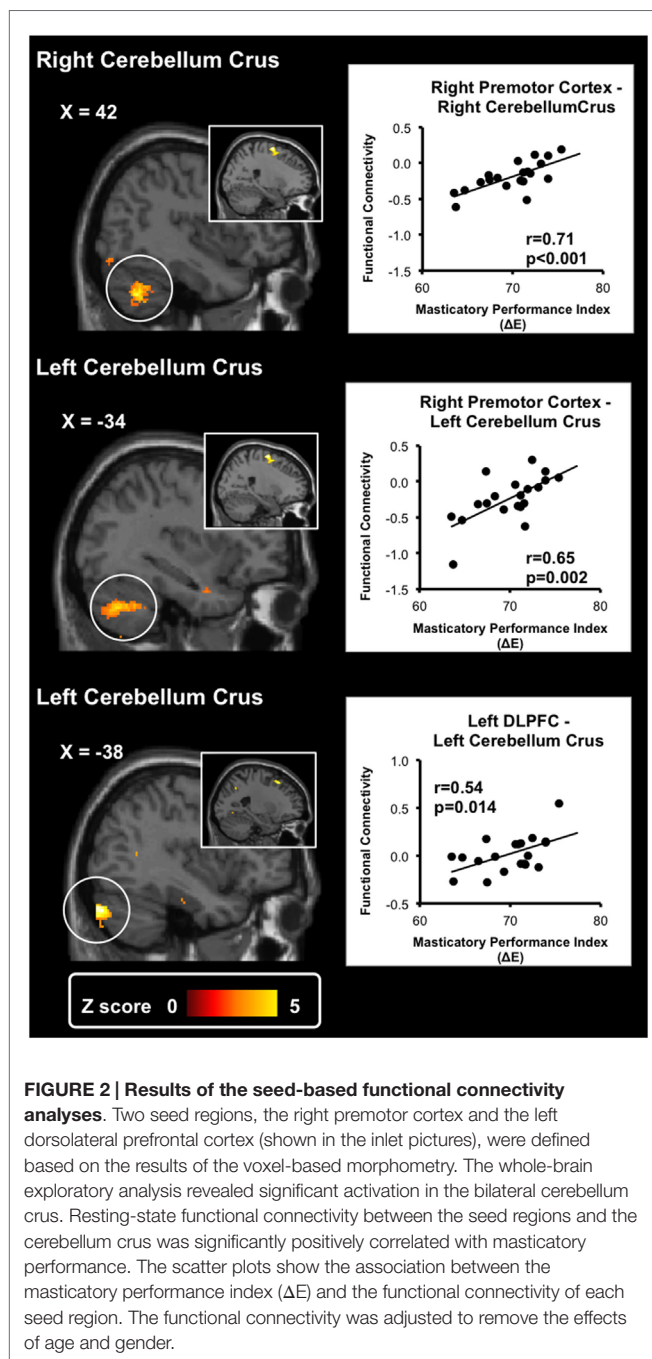 Right Cerebellum Crus
X = 42
Right Premotor Cortex -
Right CerebellumCrus
Functional Connectivity
0.5
0.0
-0.5
-1.0
-1.5
r=0.71
p<0.001
60
70
80
Masticatory Performance Index
(ΔE)
Left Cerebellum Crus
X = -34
Right Premotor Cortex -
Left Cerebellum Crus
Functional Connectivity
0.5
0.0
-0.5
-1.0
-1.5
r=0.65
p=0.002
60
70
80
Masticatory Performance Index
(ΔE)
Left Cerebellum Crus
X = -38
Left DLPFC -
Left Cerebellum Crus
Functional Connectivity
1.0
0.5
0.0
-0.5
r=0.54
p=0.014
60
70
80
Masticatory Performance Index
(ΔE)
Z score 0 5
FIGURE 2 | Results of the seed-based functional connectivity
analyses. Two seed regions, the right premotor cortex and the left
dorsolateral prefrontal cortex (shown in the inlet pictures), were defined
based on the results of the voxel-based morphometry. The whole-brain
exploratory analysis revealed significant activation in the bilateral cerebellum
crus. Resting-state functional connectivity between the seed regions and the
cerebellum crus was significantly positively correlated with masticatory
performance. The scatter plots show the association between the
masticatory performance index (ΔE) and the functional connectivity of each
seed region. The functional connectivity was adjusted to remove the effects
of age and gender.